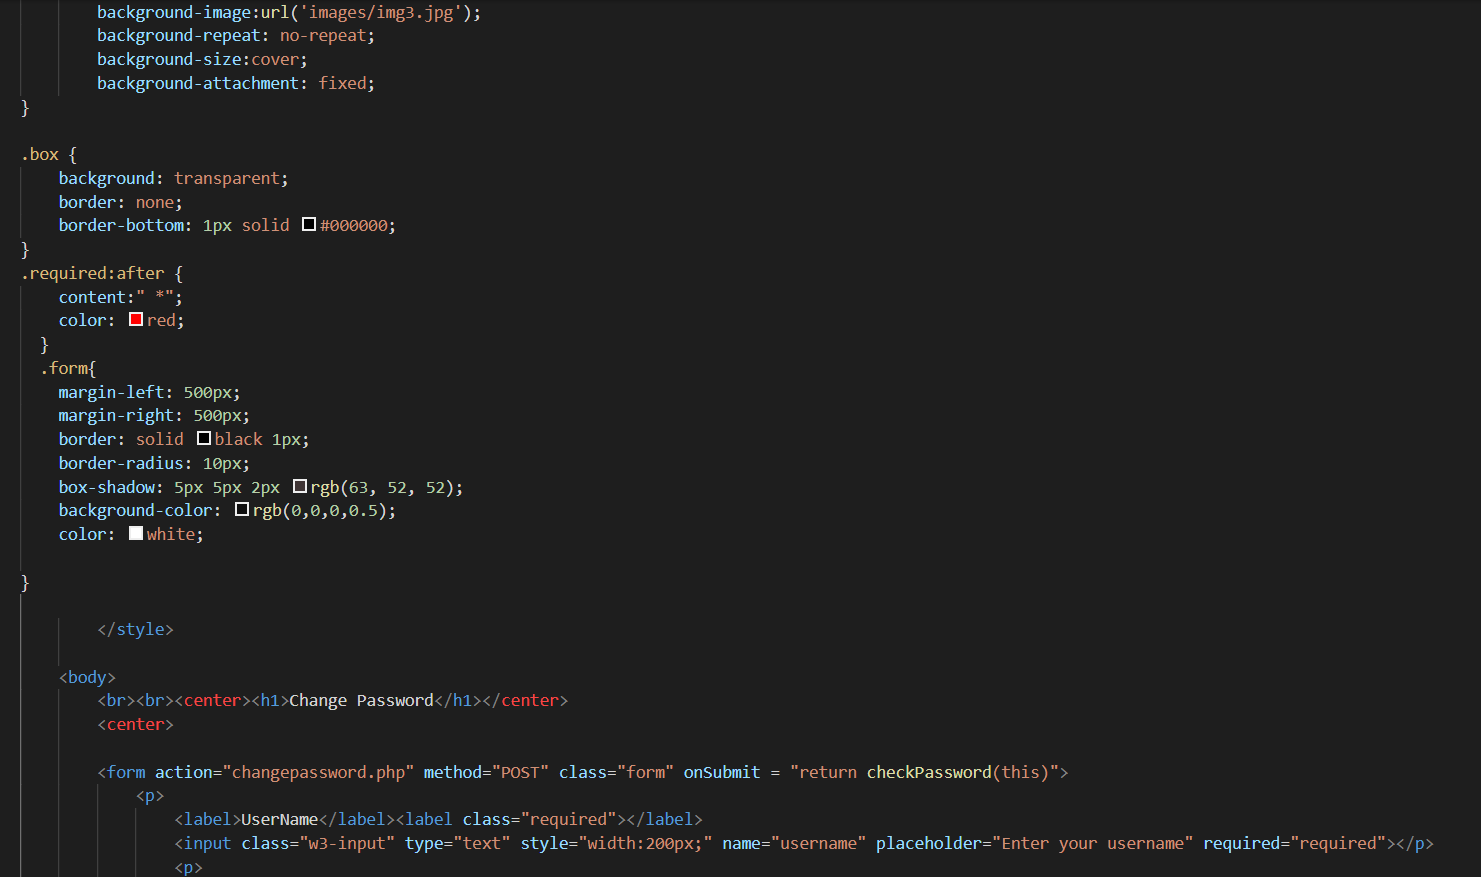 background-image:url('images/img3.jpg');
background-repeat: no-repeat;
background-size:cover;
background-attachment: fixed;
}
.box {
background: transparent;
border: none;
border-bottom: 1px solid #000000;
}
.required:after {
content:" *";
color: red;
}
.form{
margin-left: 500px;
margin-right: 500px;
border: solid black 1px;
border-radius: 10px;
box-shadow: 5px 5px 2px rgb(63, 52, 52);
background-color: rgb(0,0,0,0.5);
color: white;
}
</style>
<body>
<br><br><center><h1>Change Password</h1></center>
<center>
<form action="changepassword.php" method="POST" class="form" onSubmit = "return checkPassword(this)">
<p>
<label>UserName</label><label class="required"></label>
<input class="w3-input" type="text" style="width:200px;" name="username" placeholder="Enter your username" required="required"></p>
<p>